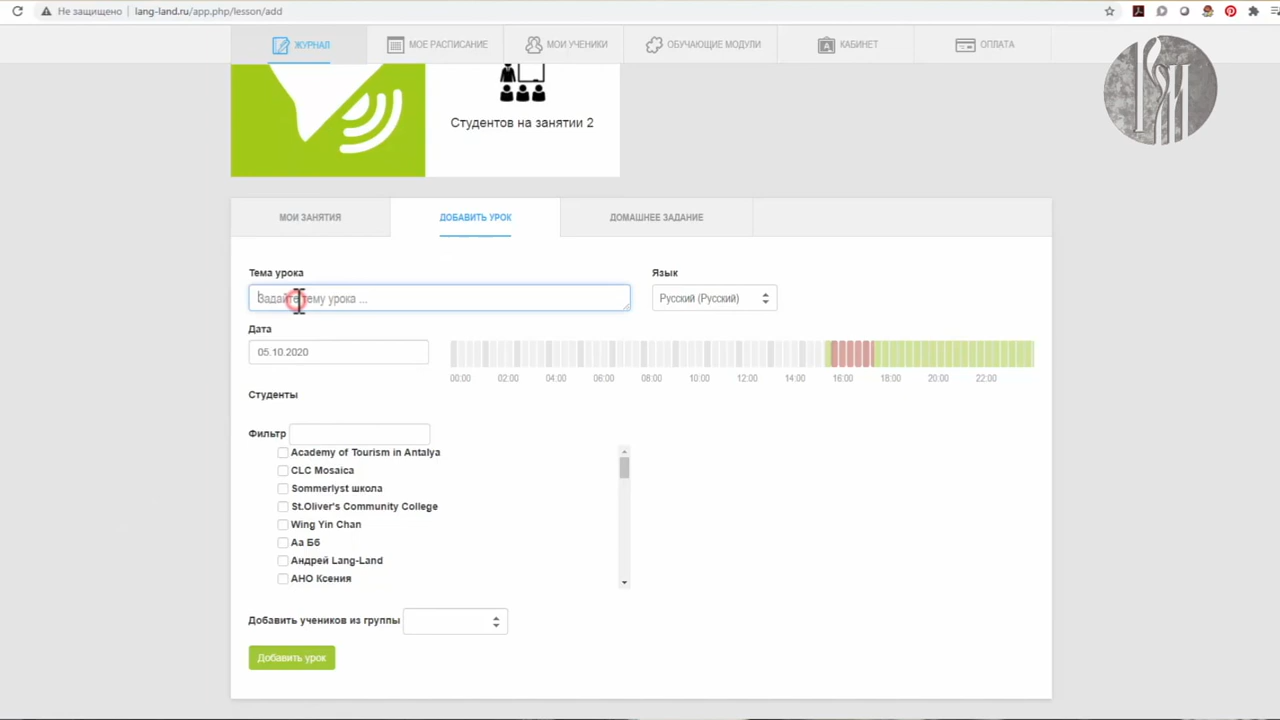 Не защищено lang-land.ru/app.php/lesson/add
ЖУРНАЛ МОЕ РАСПИСАНИЕ МОИ УЧЕНИКИ ОБУЧАЮЩИЕ МОДУЛИ КАБИНЕТ ОПЛАТА
Студентов на занятии 2
МОИ ЗАНЯТИЯ ДОБАВИТЬ УРОК ДОМАШНЕЕ ЗАДАНИЕ
Тема урока Язык
Задайте тему урока ... Русский (Русский)
Дата
05.10.2020
00:00 02:00 04:00 06:00 08:00 10:00 12:00 14:00 16:00 18:00 20:00 22:00
Студенты
Фильтр
Academy of Tourism in Antalya
CLC Mosaica
Sommerlyst школа
St.Oliver's Community College
Wing Yin Chan
Аа Бб
Андрей Lang-Land
АНО Ксения
Добавить учеников из группы
Добавить урок